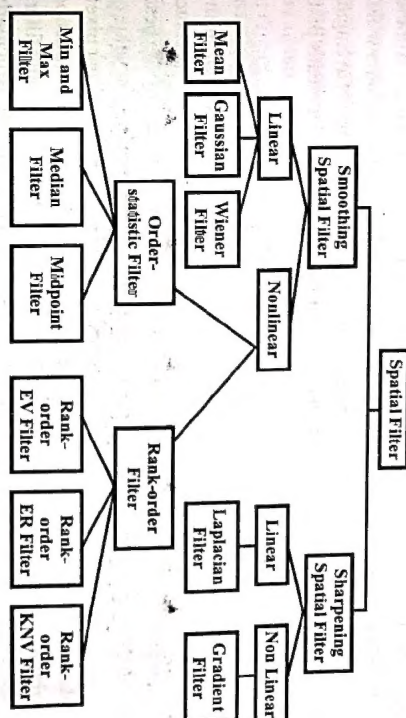 Spatial Filter
Smoothing
Spatial Filter
Sharpening
Spatial Filter
Linear
Nonlinear
Linear
Non Linear
Mean
Filter
Gaussian
Filter
Wiener
Filter
Laplacian
Filter
Gradient
Filter
Order-
statistic Filter
Rank-order
Filter
Min and
Max
Filter
Median
Filter
Midpoint
Filter
Rank-
order
EV Filter
Rank-
order
ER Filter
Rank-
order
KNV Filter